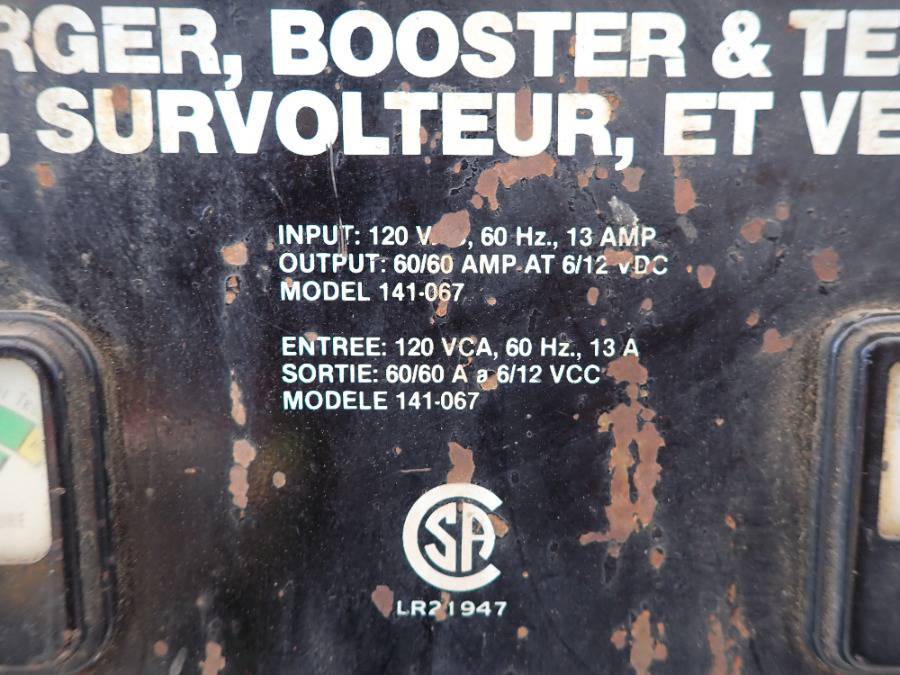 RGER, BOOSTER & TE
, SURVOLTEUR, ET VE
INPUT: 120 V 60 Hz., 13 AMP
OUTPUT: 60/60 AMP AT 6/12 VDC
MODEL 141-067
ENTREE: 120 VCA, 60 Hz., 13 A
SORTIE: 60/60 A a 6/12 VCC
MODELE 141-067
CSA
LR21947